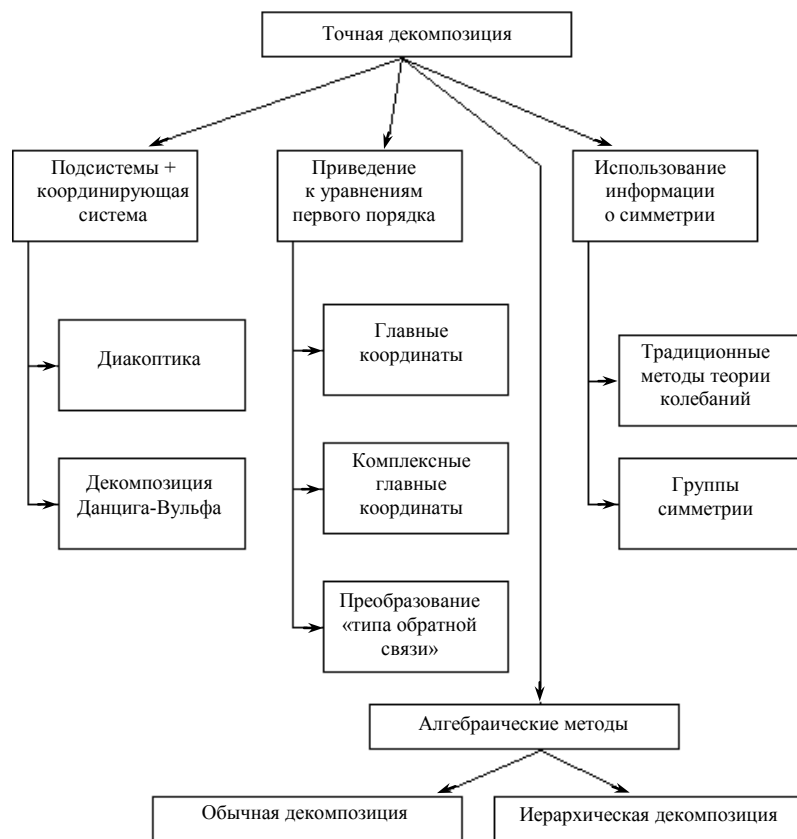 Точная декомпозиция
Подсистемы +
координирующая
система
Приведение
к уравнениям
первого порядка
Использование
информации
о симметрии
Диакоптика
Декомпозиция
Данцига-Вульфа
Главные
координаты
Комплексные
главные
координаты
Преобразование
«типа обратной
связи»
Традиционные
методы теории
колебаний
Группы
симметрии
Алгебраические методы
Обычная декомпозиция
Иерархическая декомпозиция